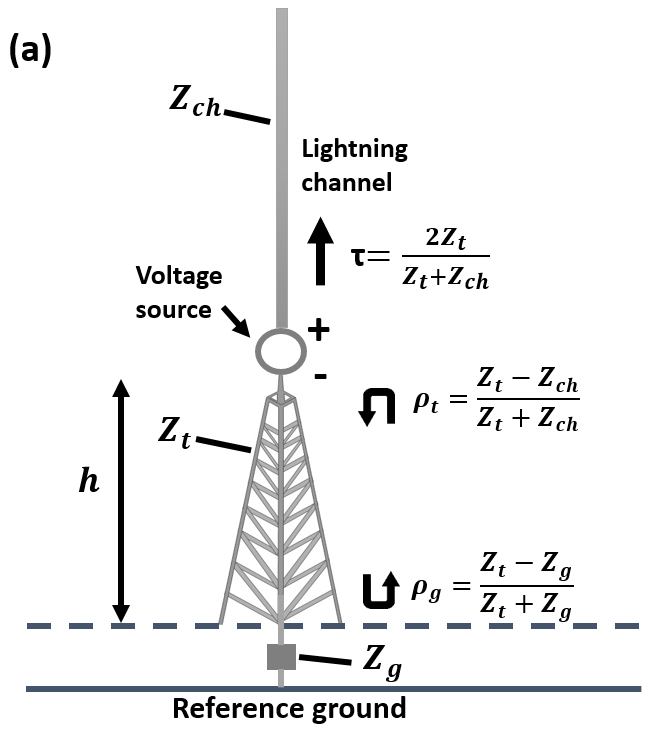 (a)
Z_ch
Lightning
channel
τ= 2Z_t / Z_t+Z_ch
Voltage
source
+
-
ρ_t = Z_t − Z_ch / Z_t + Z_ch
Z_t
h
ρ_g = Z_t − Z_g / Z_t + Z_g
Z_g
Reference ground